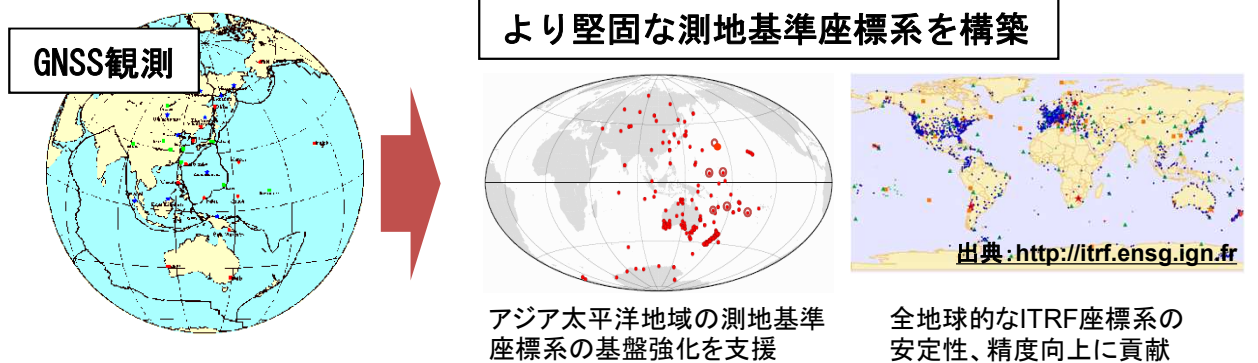 GNSS観測
より堅固な測地基準座標系を構築
出典:http://itrf.ensg.ign.fr
アジア太平洋地域の測地基準
座標系の基盤強化を支援
全地球的なITRF座標系の
安定性、精度向上に貢献